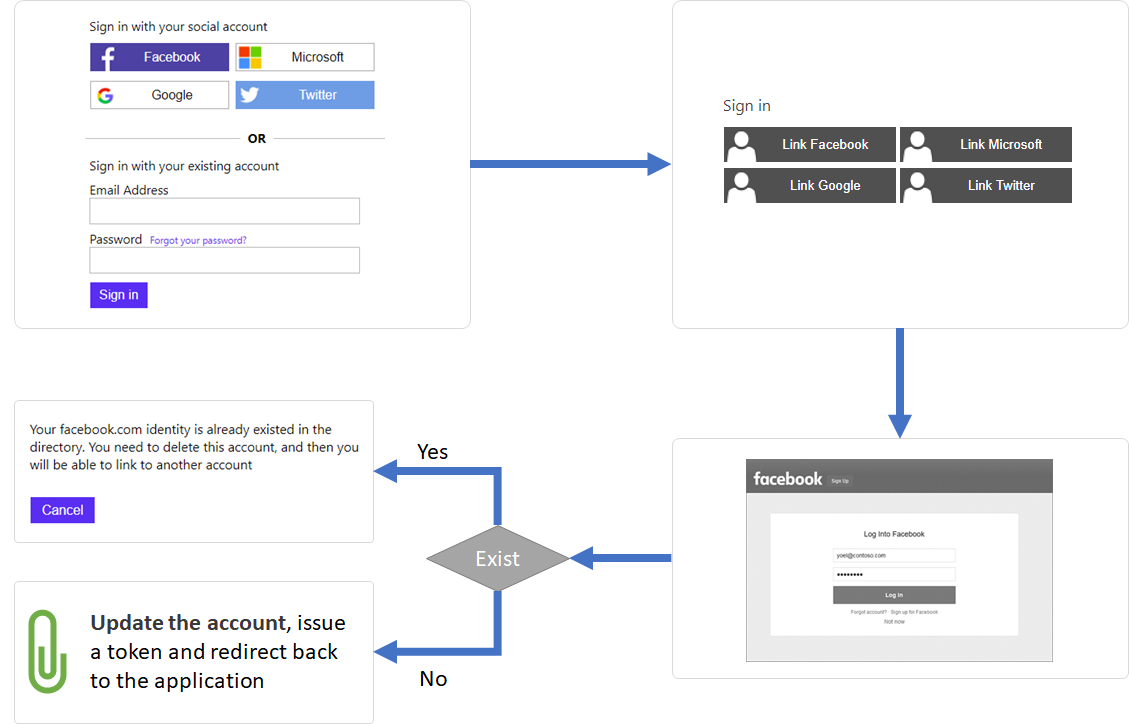 Sign in with your social account
Facebook
Microsoft
Google
Twitter
OR
Sign in with your existing account
Email Address
Password Forgot your password?
Sign in
Sign in
Link Facebook
Link Microsoft
Link Google
Link Twitter
facebook Sign Up
Log Into Facebook
yoel@contoso.com
••••••••
Log In
Forgot account? Sign up for Facebook
Not now
Exist
Yes
Your facebook.com identity is already existed in the
directory. You need to delete this account, and then you
will be able to link to another account
Cancel
No
Update the account, issue
a token and redirect back
to the application